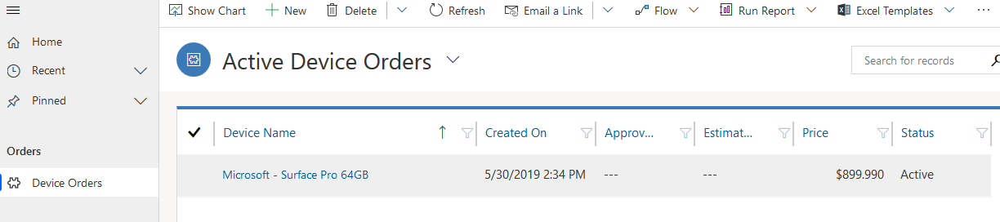 Show Chart New Delete Refresh Email a Link Flow Run Report Excel Templates ...
Home
Recent
Pinned
Active Device Orders
Search for records
Device Name Created On Approv... Estimat... Price Status
Orders
Microsoft - Surface Pro 64GB 5/30/2019 2:34 PM --- --- $899.990 Active
Device Orders